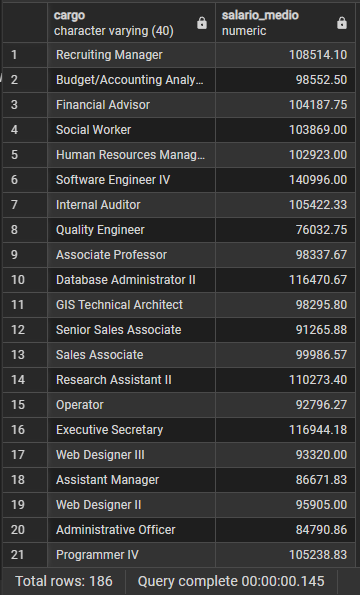 cargo salario_medio
character varying (40) numeric
1 Recruiting Manager 108514.10
2 Budget/Accounting Analy... 98552.50
3 Financial Advisor 104187.75
4 Social Worker 103869.00
5 Human Resources Manag... 102923.00
6 Software Engineer IV 140996.00
7 Internal Auditor 105422.33
8 Quality Engineer 76032.75
9 Associate Professor 98337.67
10 Database Administrator II 116470.67
11 GIS Technical Architect 98295.80
12 Senior Sales Associate 91265.88
13 Sales Associate 99986.57
14 Research Assistant II 110273.40
15 Operator 92796.27
16 Executive Secretary 116944.18
17 Web Designer III 93320.00
18 Assistant Manager 86671.83
19 Web Designer II 95905.00
20 Administrative Officer 84790.86
21 Programmer IV 105238.83
Total rows: 186 Query complete 00:00:00.145